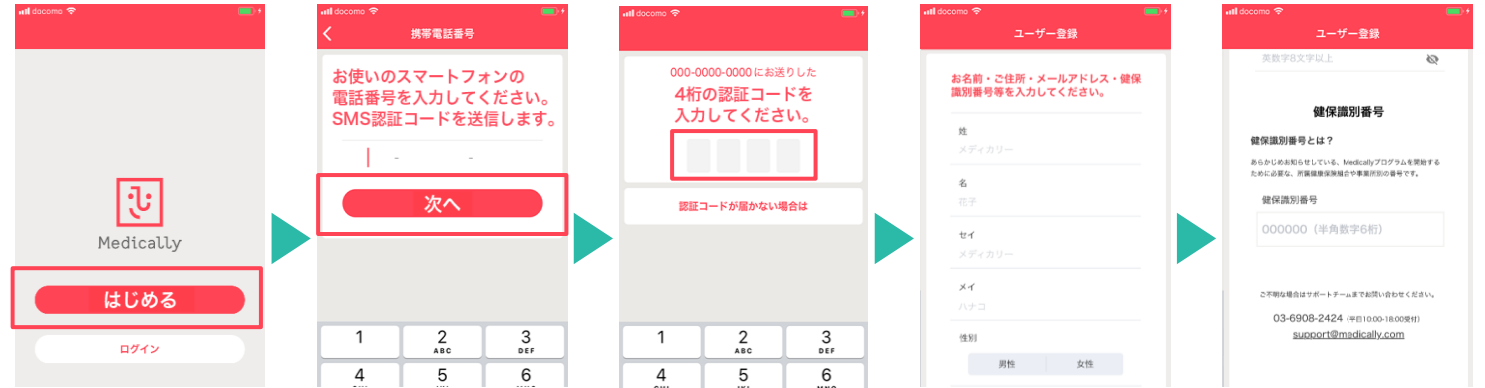 docomo
Medically
はじめる
ログイン
docomo
携帯電話番号
お使いのスマートフォンの
電話番号を入力してください。
SMS認証コードを送信します。
- -
次へ
1 2 3
ABC DEF
4 5 6
docomo
000-0000-0000にお送りした
4桁の認証コードを
入力してください。
認証コードが届かない場合は
1 2 3
ABC DEF
4 5 6
docomo
ユーザー登録
お名前・ご住所・メールアドレス・健保
識別番号等を入力してください。
姓
メディカリー
名
花子
セイ
メディカリー
メイ
ハナコ
性別
男性 女性
docomo
ユーザー登録
英数字8文字以上
健保識別番号
健保識別番号とは？
あらかじめお知らせしている、Medicallyプログラムを開始する
ために必要な、所属健康保険組合や事業所別の番号です。
健保識別番号
000000（半角数字6桁）
ご不明な場合はサポートチームまでお問い合わせください。
03-6908-2424（平日10:00-18:00受付）
support@medically.com